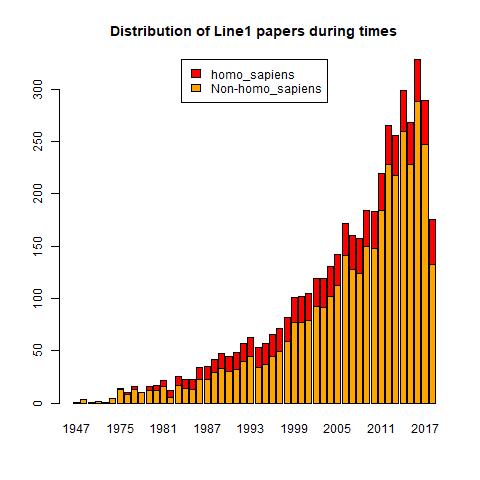 Distribution of Line1 papers during times
homo_sapiens
Non-homo_sapiens
300
250
200
150
100
50
0
1947 1975 1981 1987 1993 1999 2005 2011 2017